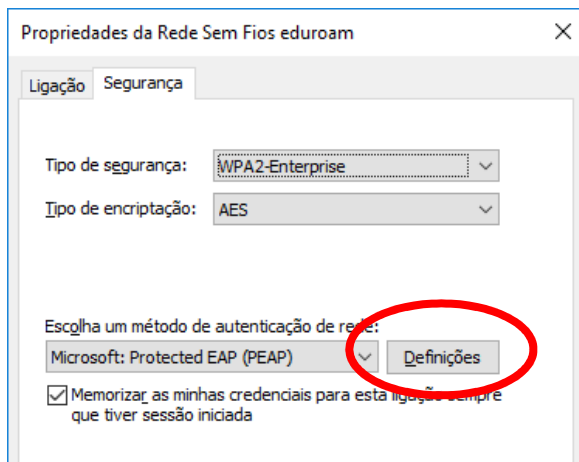 Propriedades da Rede Sem Fios eduroam
Ligação Segurança
Tipo de segurança: WPA2-Enterprise
Tipo de encriptação: AES
Escolha um método de autenticação de rede:
Microsoft: Protected EAP (PEAP) Definições
Memorizar as minhas credenciais para esta ligação sempre
que tiver sessão iniciada